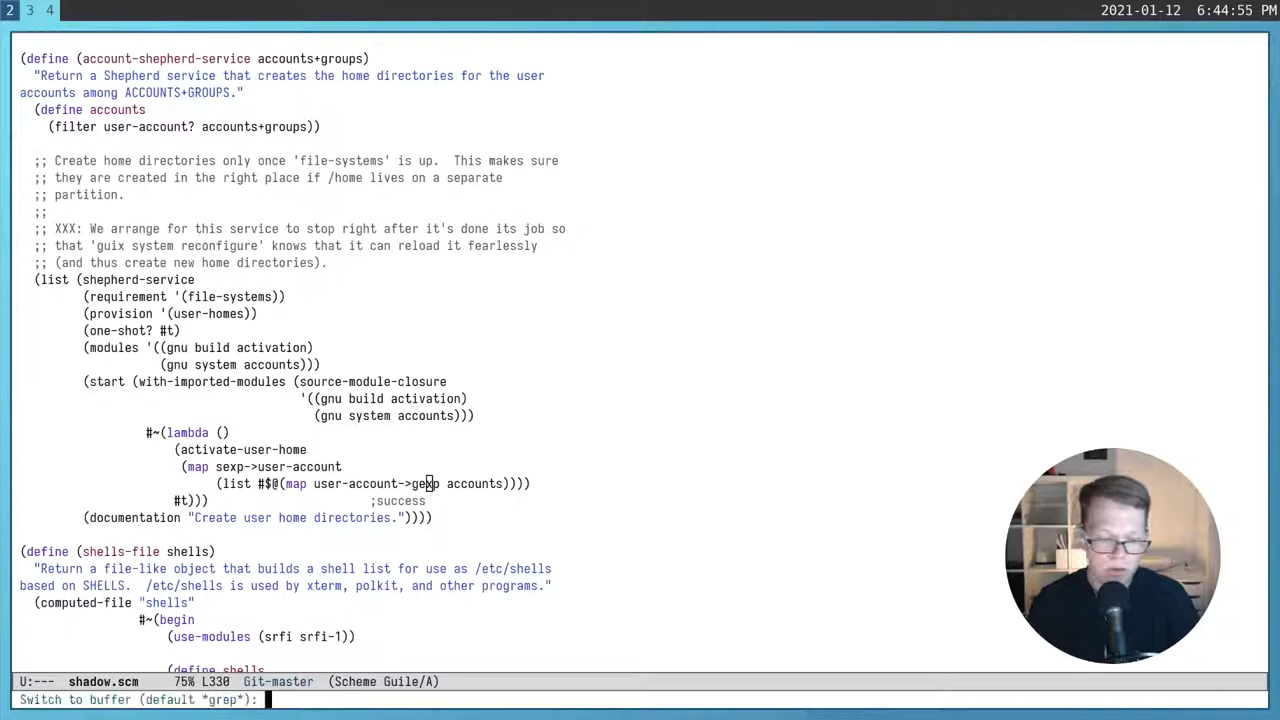 2 3 4 2021-01-12 6:44:55 PM
(define (account-shepherd-service accounts+groups)
"Return a Shepherd service that creates the home directories for the user
accounts among ACCOUNTS+GROUPS."
(define accounts
(filter user-account? accounts+groups))
;; Create home directories only once 'file-systems' is up.  This makes sure
;; they are created in the right place if /home lives on a separate
;; partition.
;;
;; XXX: We arrange for this service to stop right after it's done its job so
;; that 'guix system reconfigure' knows that it can reload it fearlessly
;; (and thus create new home directories).
(list (shepherd-service
(requirement '(file-systems))
(provision '(user-homes))
(one-shot? #t)
(modules '((gnu build activation)
(gnu system accounts)))
(start (with-imported-modules (source-module-closure
'((gnu build activation)
(gnu system accounts)))
#~(lambda ()
(activate-user-home
(map sexp->user-account
(list #$@(map user-account->gexp accounts))))
#t))) ;success
(documentation "Create user home directories."))))
(define (shells-file shells)
"Return a file-like object that builds a shell list for use as /etc/shells
based on SHELLS.  /etc/shells is used by xterm, polkit, and other programs."
(computed-file "shells"
#~(begin
(use-modules (srfi srfi-1))
(define shells
U:--- shadow.scm 75% L330 Git-master (Scheme Guile/A)
Switch to buffer (default *grep*):